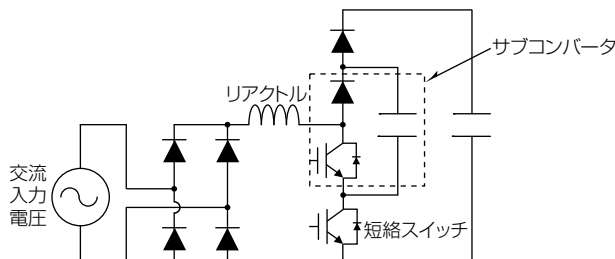 サブコンバータ
リアクトル
交流
入力
電圧
短絡スイッチ